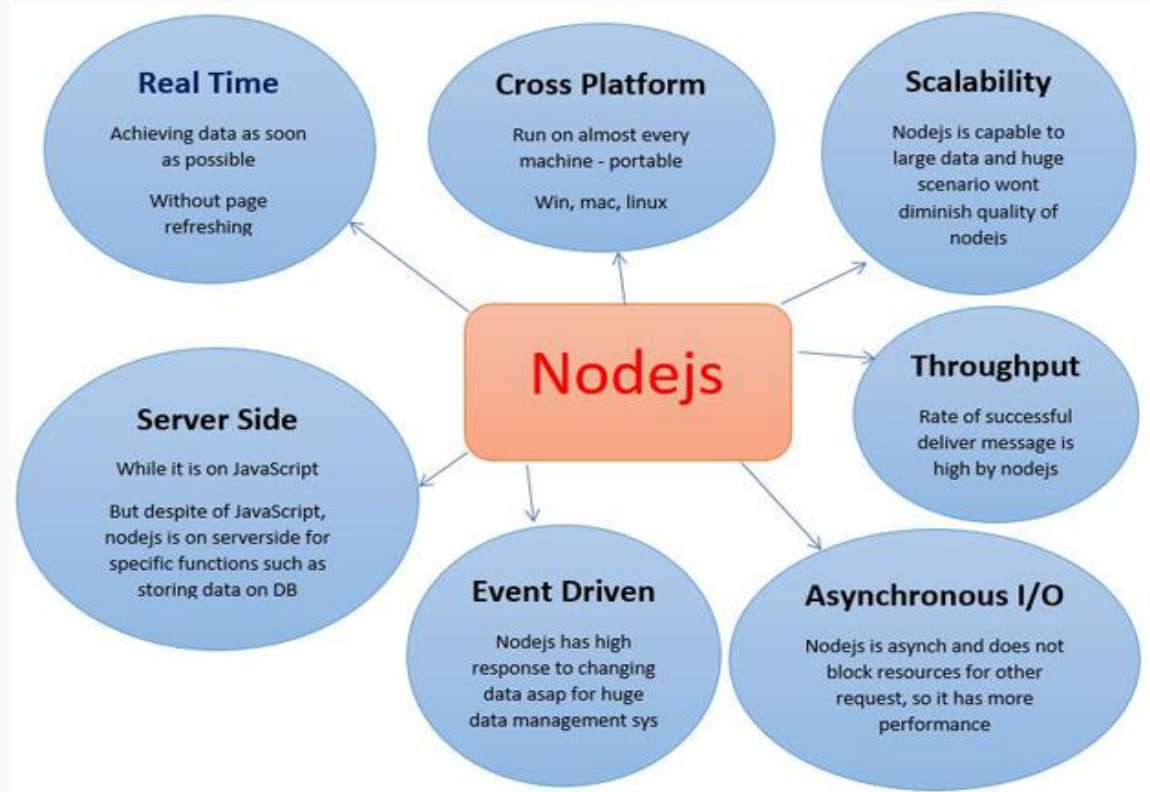 Real Time
Achieving data as soon
as possible
Without page
refreshing
Cross Platform
Run on almost every
machine - portable
Win, mac, linux
Scalability
Nodejs is capable to
large data and huge
scenario wont
diminish quality of
nodejs
Nodejs
Throughput
Rate of successful
deliver message is
high by nodejs
Server Side
While it is on JavaScript
But despite of JavaScript,
nodejs is on serverside for
specific functions such as
storing data on DB
Event Driven
Nodejs has high
response to changing
data asap for huge
data management sys
Asynchronous I/O
Nodejs is asynch and does not
block resources for other
request, so it has more
performance